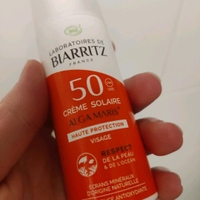 LABORATOIRES DE
BIARRITZ
FRANCE
50
CRÈME SOLAIRE
ALGA MARIS
HAUTE PROTECTION
VISAGE
RESPECT
DE LA PEAU
& DE L'OCÉAN
ÉCRANS MINÉRAUX
D'ORIGINE NATURELLE
ANTIOXYDANTE